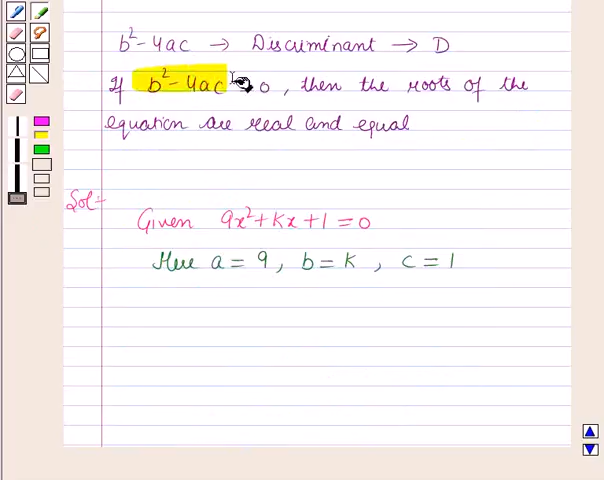 b² - 4ac → Discriminant → D
If b² - 4ac = 0, then the roots of the
equation are real and equal
Sol:-
Given 9x² + kx + 1 = 0
Here a = 9, b = k, c = 1